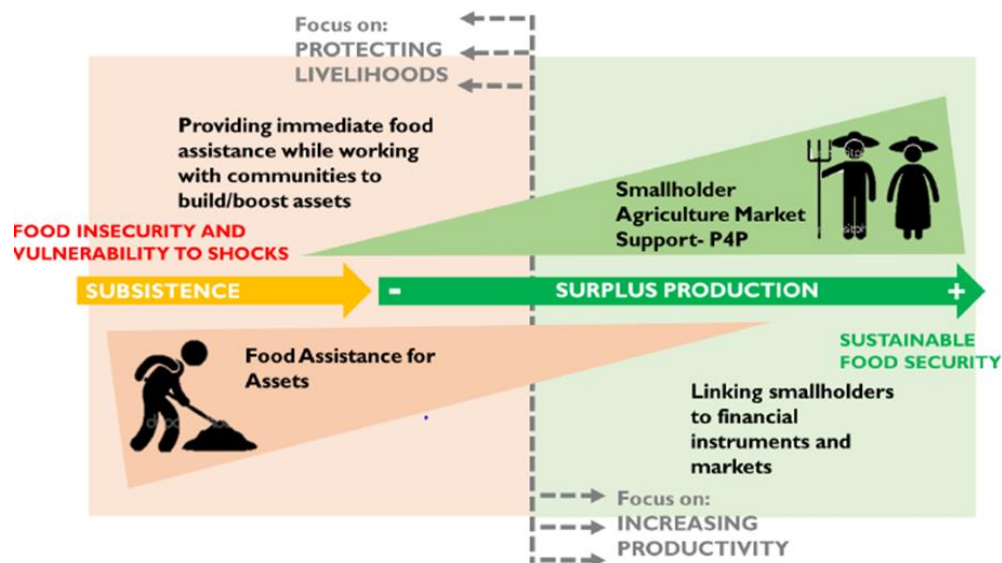 Focus on:
PROTECTING
LIVELIHOODS
Providing immediate food
assistance while working
with communities to
build/boost assets
Smallholder
Agriculture Market
Support- P4P
FOOD INSECURITY AND
VULNERABILITY TO SHOCKS
SUBSISTENCE
- SURPLUS PRODUCTION +
Food Assistance for
Assets
SUSTAINABLE
FOOD SECURITY
Linking smallholders
to financial
instruments and
markets
Focus on:
INCREASING
PRODUCTIVITY